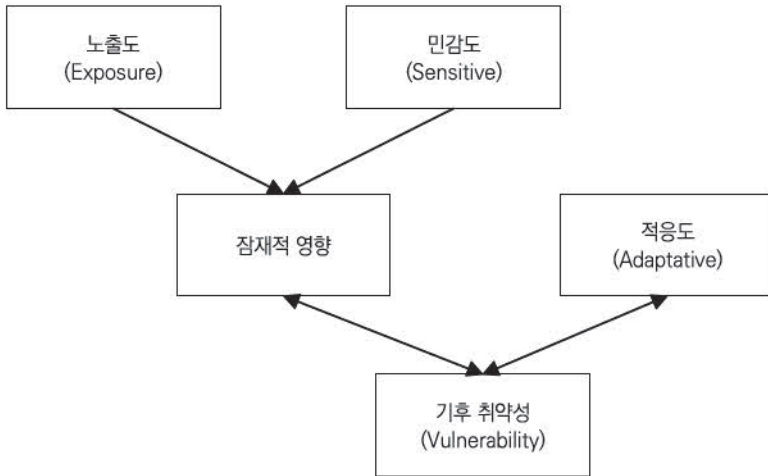 노출도
(Exposure)
민감도
(Sensitive)
잠재적 영향
적응도
(Adaptative)
기후 취약성
(Vulnerability)